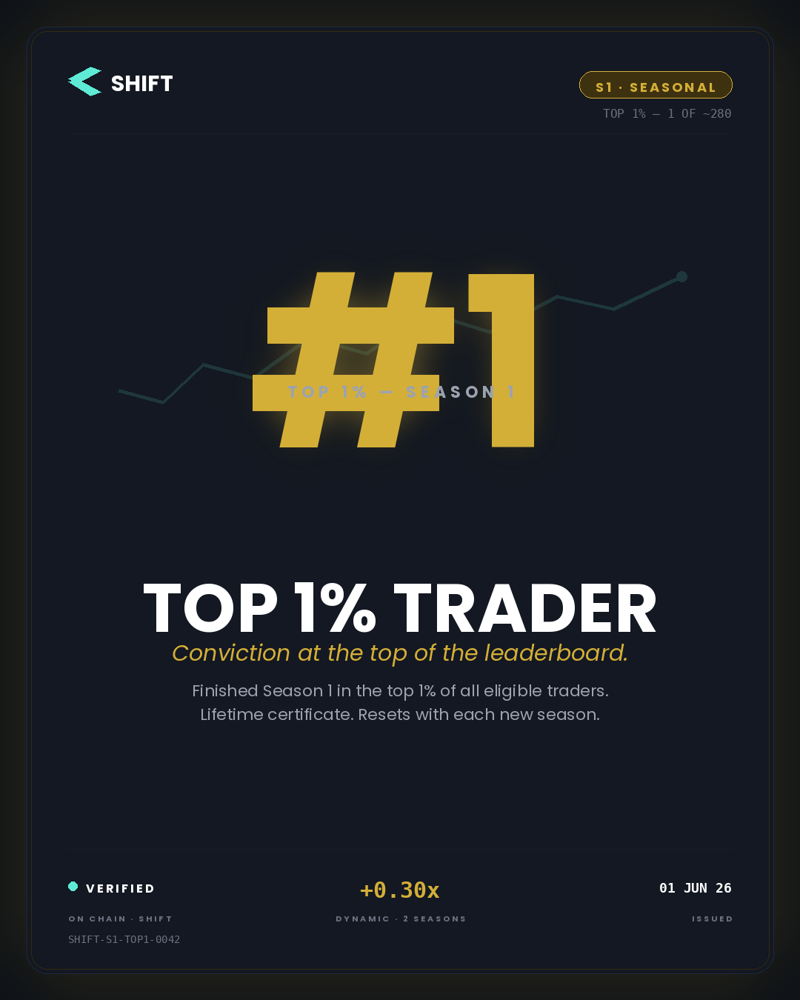 SHIFT
S1 · SEASONAL
TOP 1% — 1 OF ~280
#1
TOP 1% — SEASON 1
TOP 1% TRADER
Conviction at the top of the leaderboard.
Finished Season 1 in the top 1% of all eligible traders.
Lifetime certificate. Resets with each new season.
VERIFIED
+0.30x
01 JUN 26
ON CHAIN · SHIFT
DYNAMIC · 2 SEASONS
ISSUED
SHIFT-S1-TOP1-0042